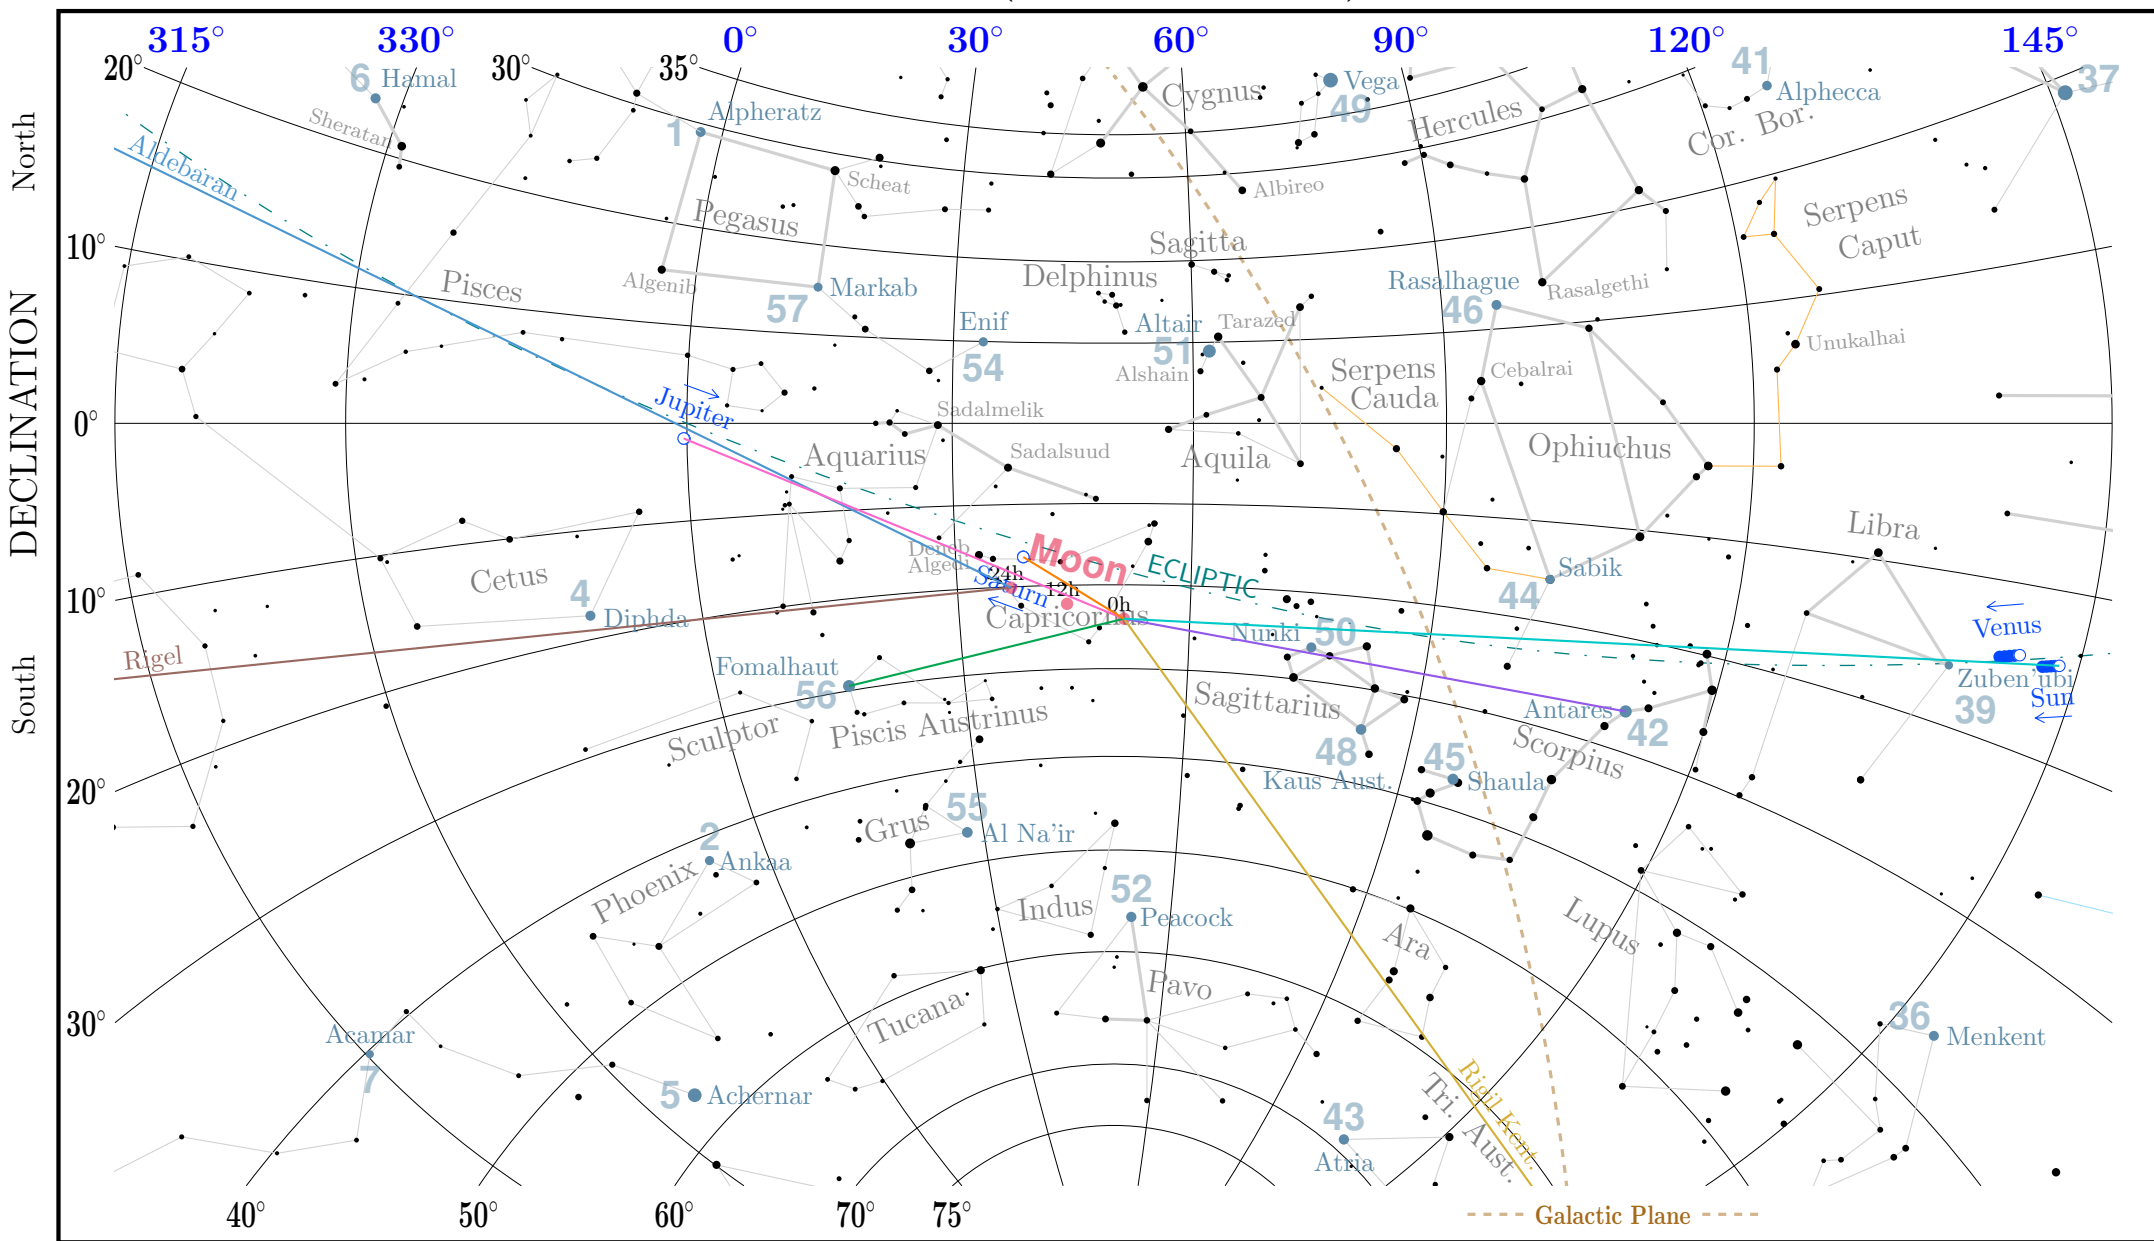 315° 330° 0° 30° 60° 90° 120° 145°
20° 30° 35°
6 Hamal
Sheratan
1 Alpheratz
Scheat
Cygnus
Albireo
Vega
49
Hercules
41
Alphecca
Cor. Bor.
37
North
Aldebaran
Pegasus
Sagitta
Serpens
Caput
10°
Pisces
Algenib
Markab
57
Delphinus
Enif
54
Altair
51
Tarazed
Alshain
Rasalhague
46
Rasalgethi
Unukalhai
Cebalrai
Serpens
Cauda
DECLINATION
0°
Jupiter
Sadalmelik
Aquarius
Sadalsuud
Aquila
Ophiuchus
Libra
Cetus
Deneb
Algedi
Moon
24h
12h
0h
Saturn
Capricornus
ECLIPTIC
Sabik
44
10°
4
Diphda
Nunki 50
Venus
Zuben'ubi
39
Sun
Rigel
South
Fomalhaut
56
Sculptor
Piscis Austrinus
Sagittarius
Antares
42
Scorpius
48
Kaus Aust.
45
Shaula
20°
2
Ankaa
Phoenix
55
Al Na'ir
Grus
Indus
52
Peacock
Ara
Lupus
Pavo
Tucana
30°
Acamar
7
5 Achernar
36
Menkent
Rigil Kent.
Tri. Aust.
43
Atria
40° 50° 60° 70° 75°
Galactic Plane